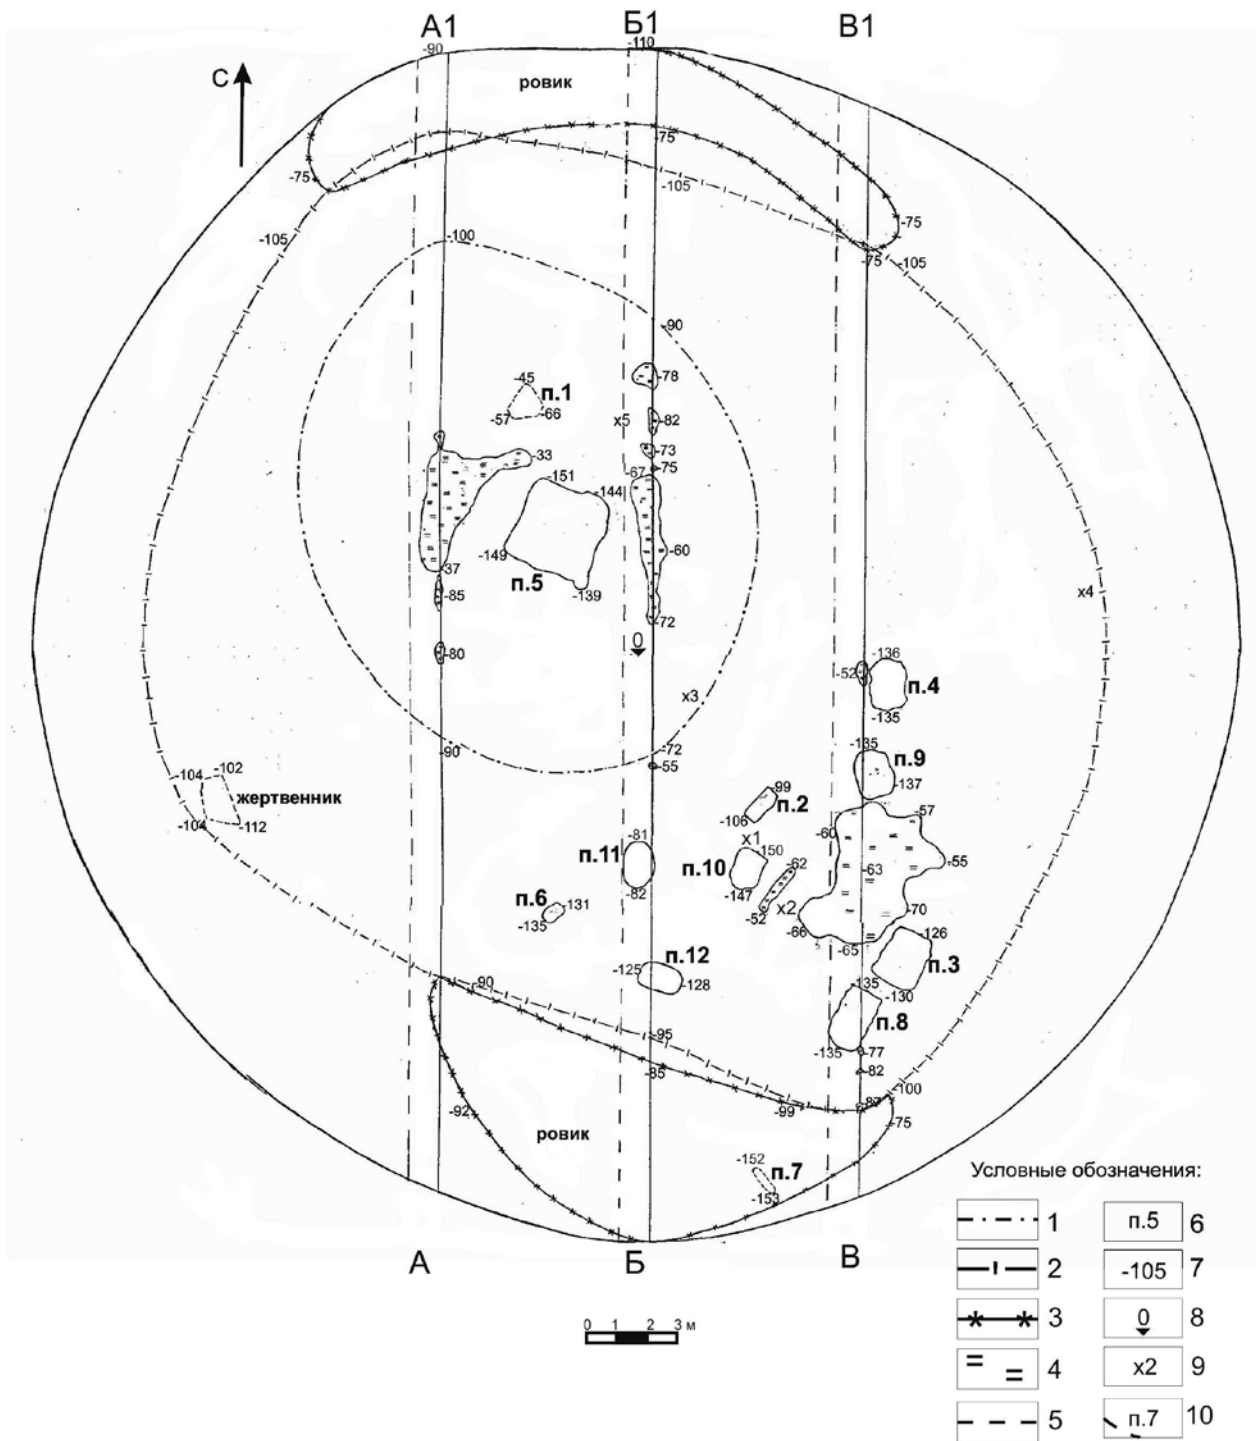 А1 Б1 В1
-90 -110
С ровик
-75
-75 -105
-105 -75
-100 -75 -105
-90
-45 -78
п.1
-57 -66 х5 -82
-33 -73
-151 -67 -75
-144
-149 -60
-37 п.5 -139
-85 -72 х4
0
-80 -52 -136
п.4
х3 -135
-90 -72 -135
-55 п.9
-104 -102 -137
жертвенник -99
п.2
-104 -112 -106 -60 -57
-81 х1
п.11 -150 -62 -55
п.10 -63
-82 -147
п.6 -131 -52 х2 -70
-135 -66
-65 -126
п.12
-125 -128 п.3
-90 -135 -130
п.8
-95 -135 -77
-85 -82
-92 -99 -87 -100
-75
ровик
-152 п.7
-153
А Б В
0 1 2 3 м
Условные обозначения:
1
2
3
4
5
п.5 6
-105 7
0 8
х2 9
п.7 10